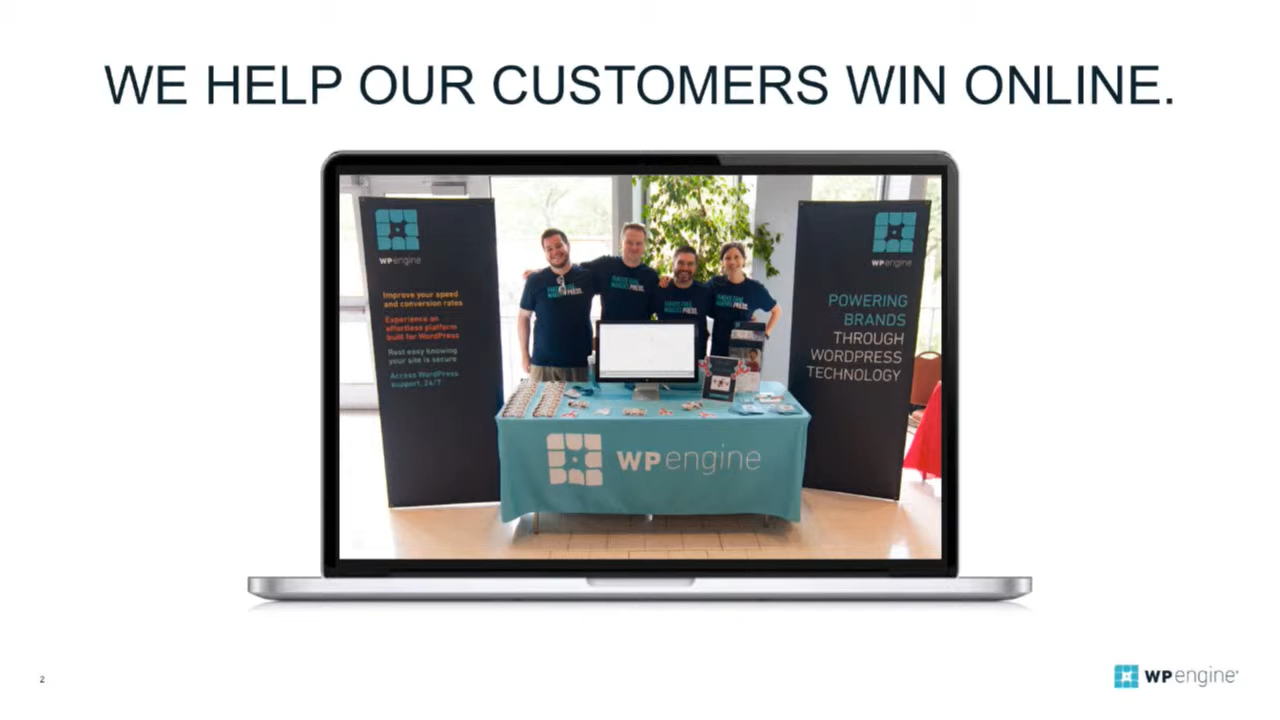 WE HELP OUR CUSTOMERS WIN ONLINE.
WPengine
Improve your speed
and conversion rates
Experience an
effortless platform
built for WordPress
Rest easy knowing
your site is secure
Access WordPress
support, 24/7
WPengine
POWERING
BRANDS
THROUGH
WORDPRESS
TECHNOLOGY
WPengine
2
WPengine